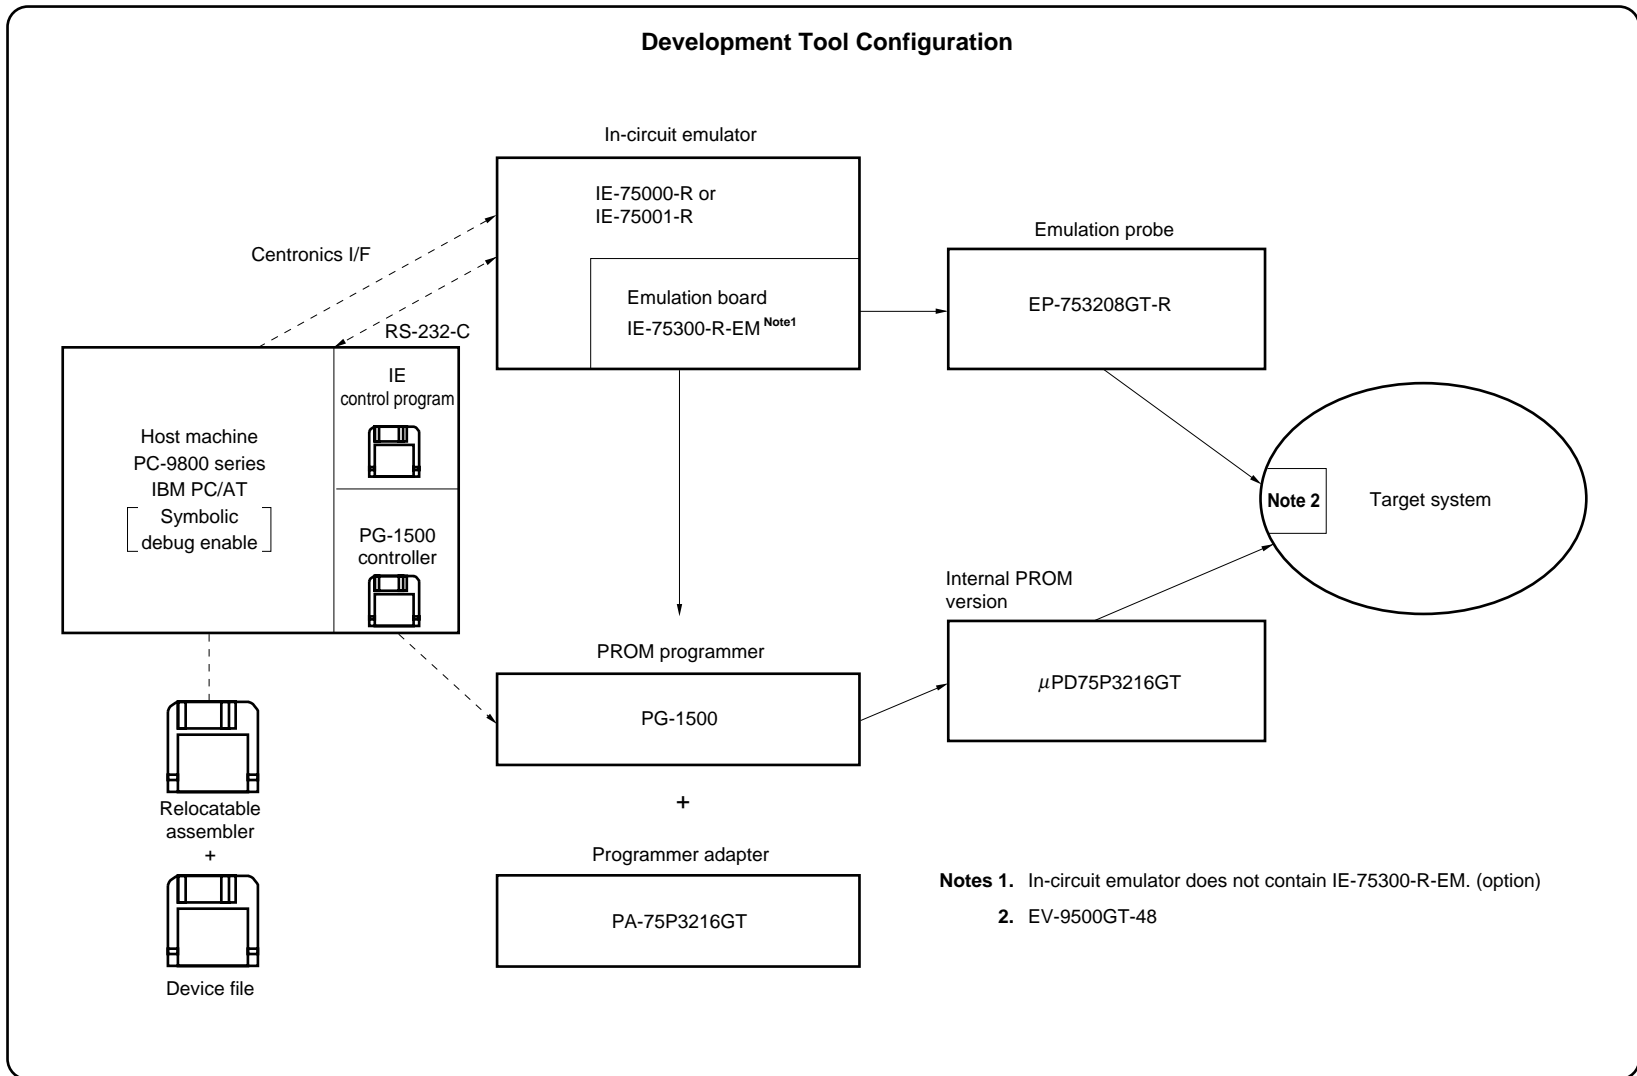 Development Tool Configuration
In-circuit emulator
IE-75000-R or
IE-75001-R
Emulation board
IE-75300-R-EM Note1
Centronics I/F
RS-232-C
Emulation probe
EP-753208GT-R
Host machine
PC-9800 series
IBM PC/AT
Symbolic
debug enable
IE
control program
PG-1500
controller
Note 2
Target system
Internal PROM
version
μPD75P3216GT
PROM programmer
PG-1500
+
Programmer adapter
PA-75P3216GT
Relocatable
assembler
+
Device file
Notes 1. In-circuit emulator does not contain IE-75300-R-EM. (option)
2. EV-9500GT-48